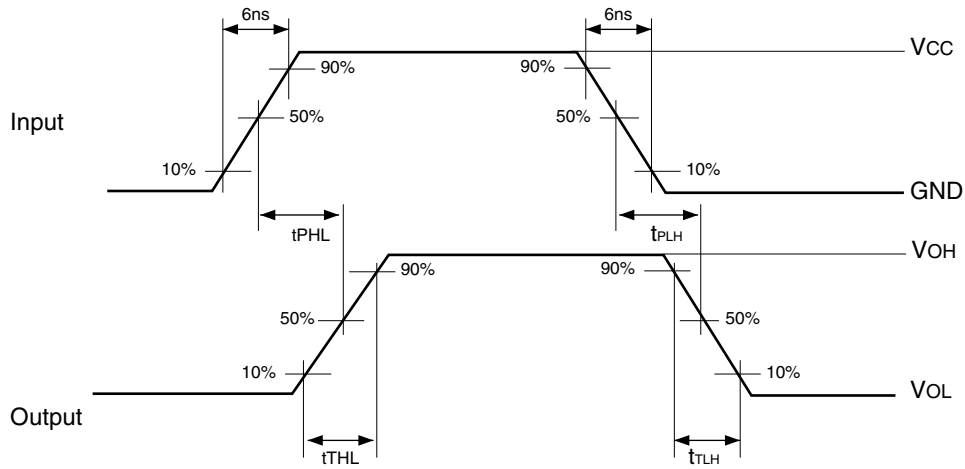 6ns
6ns
VCC
90%
90%
Input
50%
50%
10%
10%
GND
tPHL
tPLH
VOH
90%
90%
50%
50%
10%
10%
VOL
Output
tTHL
tTLH